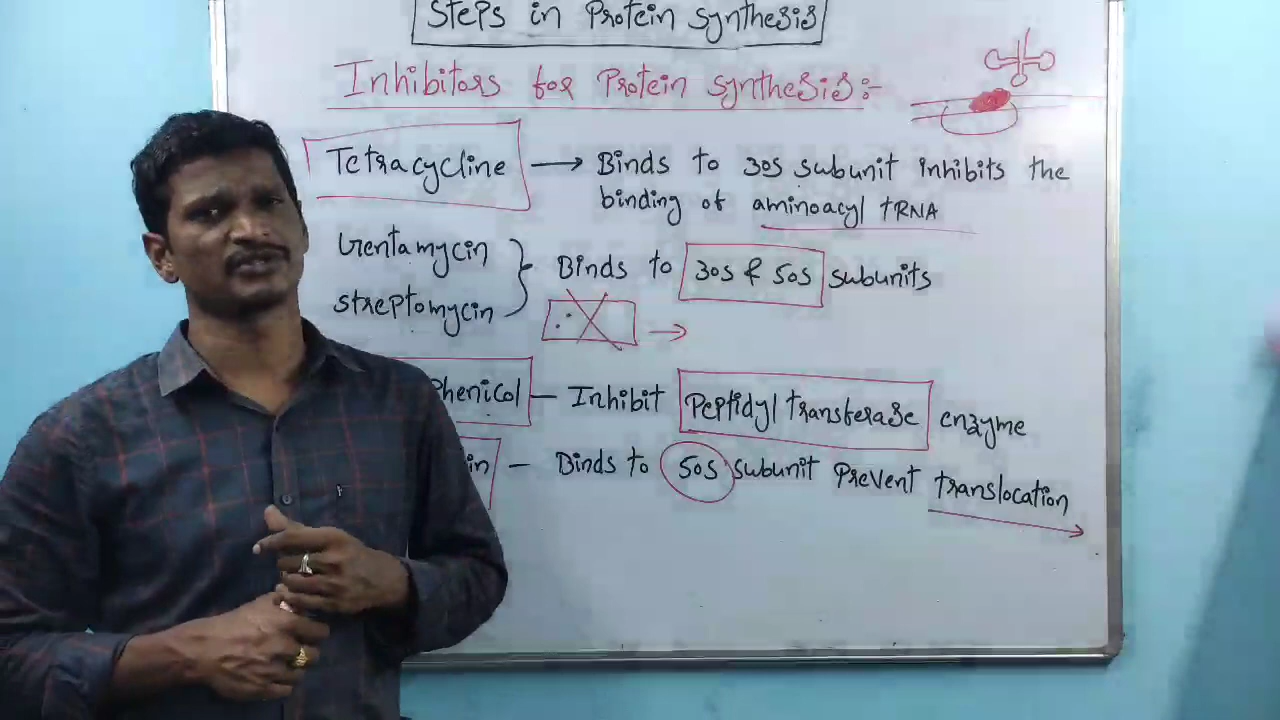 Steps in Protein synthesis
Inhibitors for Protein synthesis:-
Tetracycline → Binds to 30s subunit inhibits the
binding of aminoacyl tRNA
Gentamycin
streptomycin } Binds to 30s & 50s subunits
→
phenicol — Inhibit Peptidyl transferase enzyme
in — Binds to 50s subunit Prevent translocation